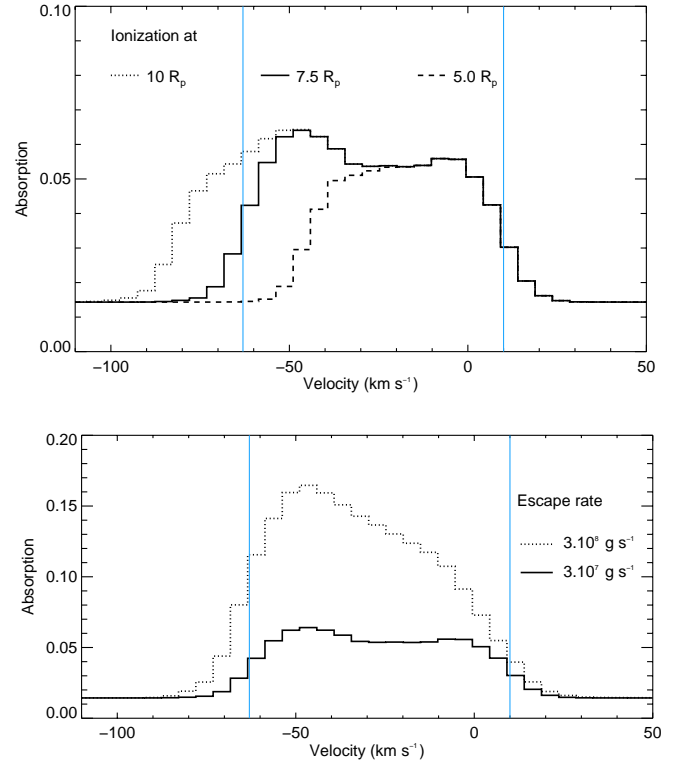 0.10
Ionization at
10 Rₚ
7.5 Rₚ
5.0 Rₚ
0.05
Absorption
0.00
−100
−50
0
50
Velocity (km s⁻¹)
0.20
Escape rate
0.15
3.10⁸ g s⁻¹
3.10⁷ g s⁻¹
0.10
Absorption
0.05
0.00
−100
−50
0
50
Velocity (km s⁻¹)